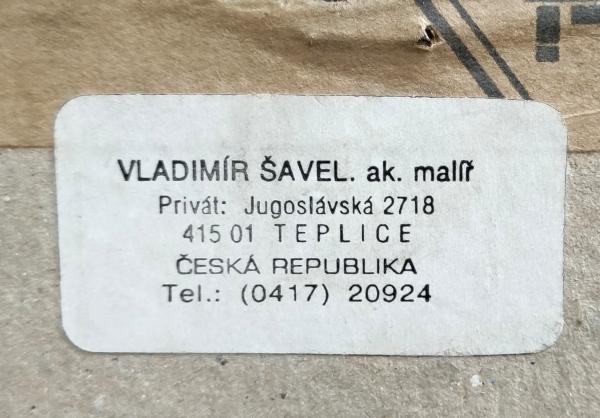 VLADIMÍR ŠAVEL. ak. malíř
Privát: Jugoslávská 2718
415 01 TEPLICE
ČESKÁ REPUBLIKA
Tel.: (0417) 20924